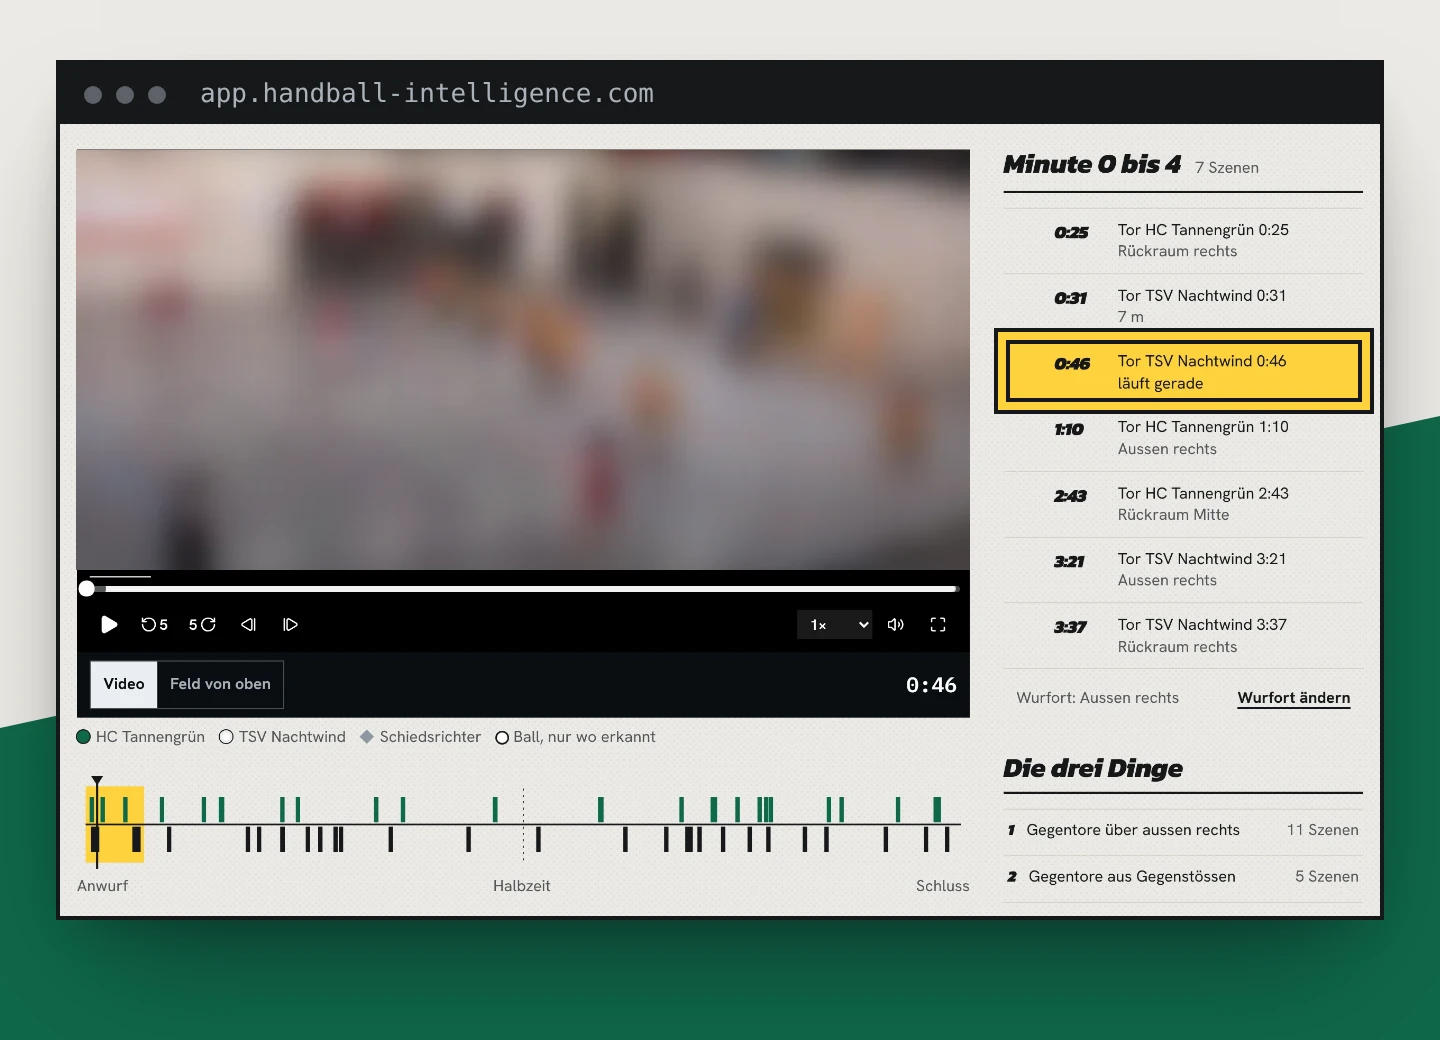 app.handball-intelligence.com
Minute 0 bis 4 7 Szenen
0:25 Tor HC Tannengrün 0:25
Rückraum rechts
0:31 Tor TSV Nachtwind 0:31
7 m
0:46 Tor TSV Nachtwind 0:46
läuft gerade
1:10 Tor HC Tannengrün 1:10
Aussen rechts
2:43 Tor HC Tannengrün 2:43
Rückraum Mitte
3:21 Tor TSV Nachtwind 3:21
Aussen rechts
3:37 Tor TSV Nachtwind 3:37
Rückraum rechts
Wurfort: Aussen rechts Wurfort ändern
5 5 1×
Video Feld von oben 0:46
HC Tannengrün TSV Nachtwind Schiedsrichter Ball, nur wo erkannt
Anwurf Halbzeit Schluss
Die drei Dinge
1 Gegentore über aussen rechts 11 Szenen
2 Gegentore aus Gegenstössen 5 Szenen